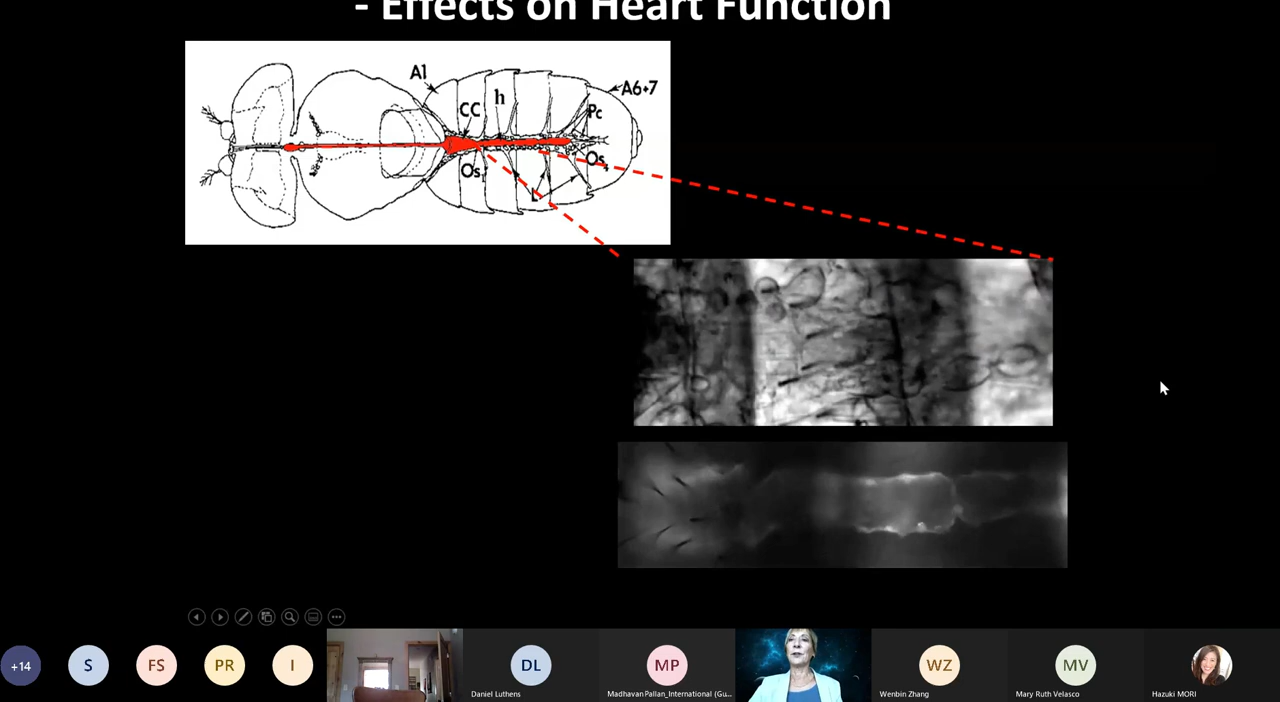 - Effects on Heart Function
A1
A6+7
h
CC
Pc
Os
Os
L
+14
S
FS
PR
I
DL
MP
WZ
MV
Daniel Luthens
Madhavan Pallan_International (Gu...
Wenbin Zhang
Mary Ruth Velasco
Hazuki MORI